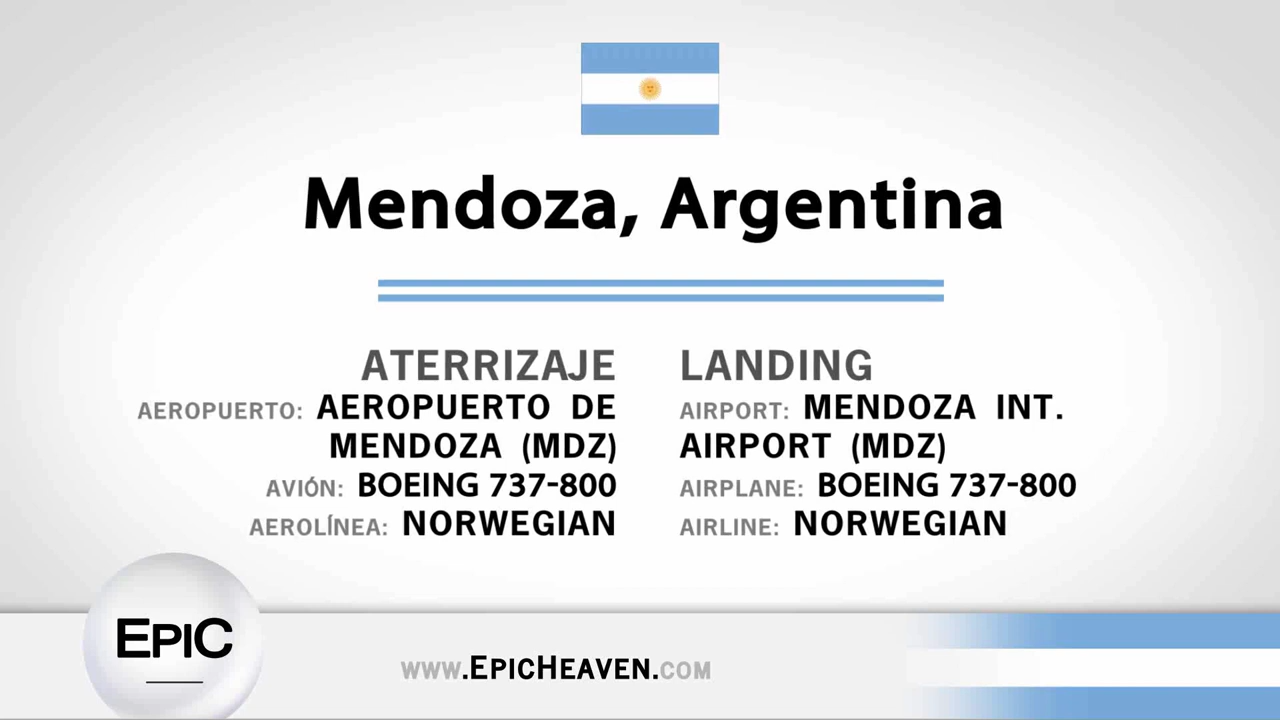 Mendoza, Argentina
ATERRIZAJE
AEROPUERTO: AEROPUERTO DE
MENDOZA (MDZ)
AVIÓN: BOEING 737-800
AEROLÍNEA: NORWEGIAN
LANDING
AIRPORT: MENDOZA INT.
AIRPORT (MDZ)
AIRPLANE: BOEING 737-800
AIRLINE: NORWEGIAN
EPIC
WWW.EPICHEAVEN.COM